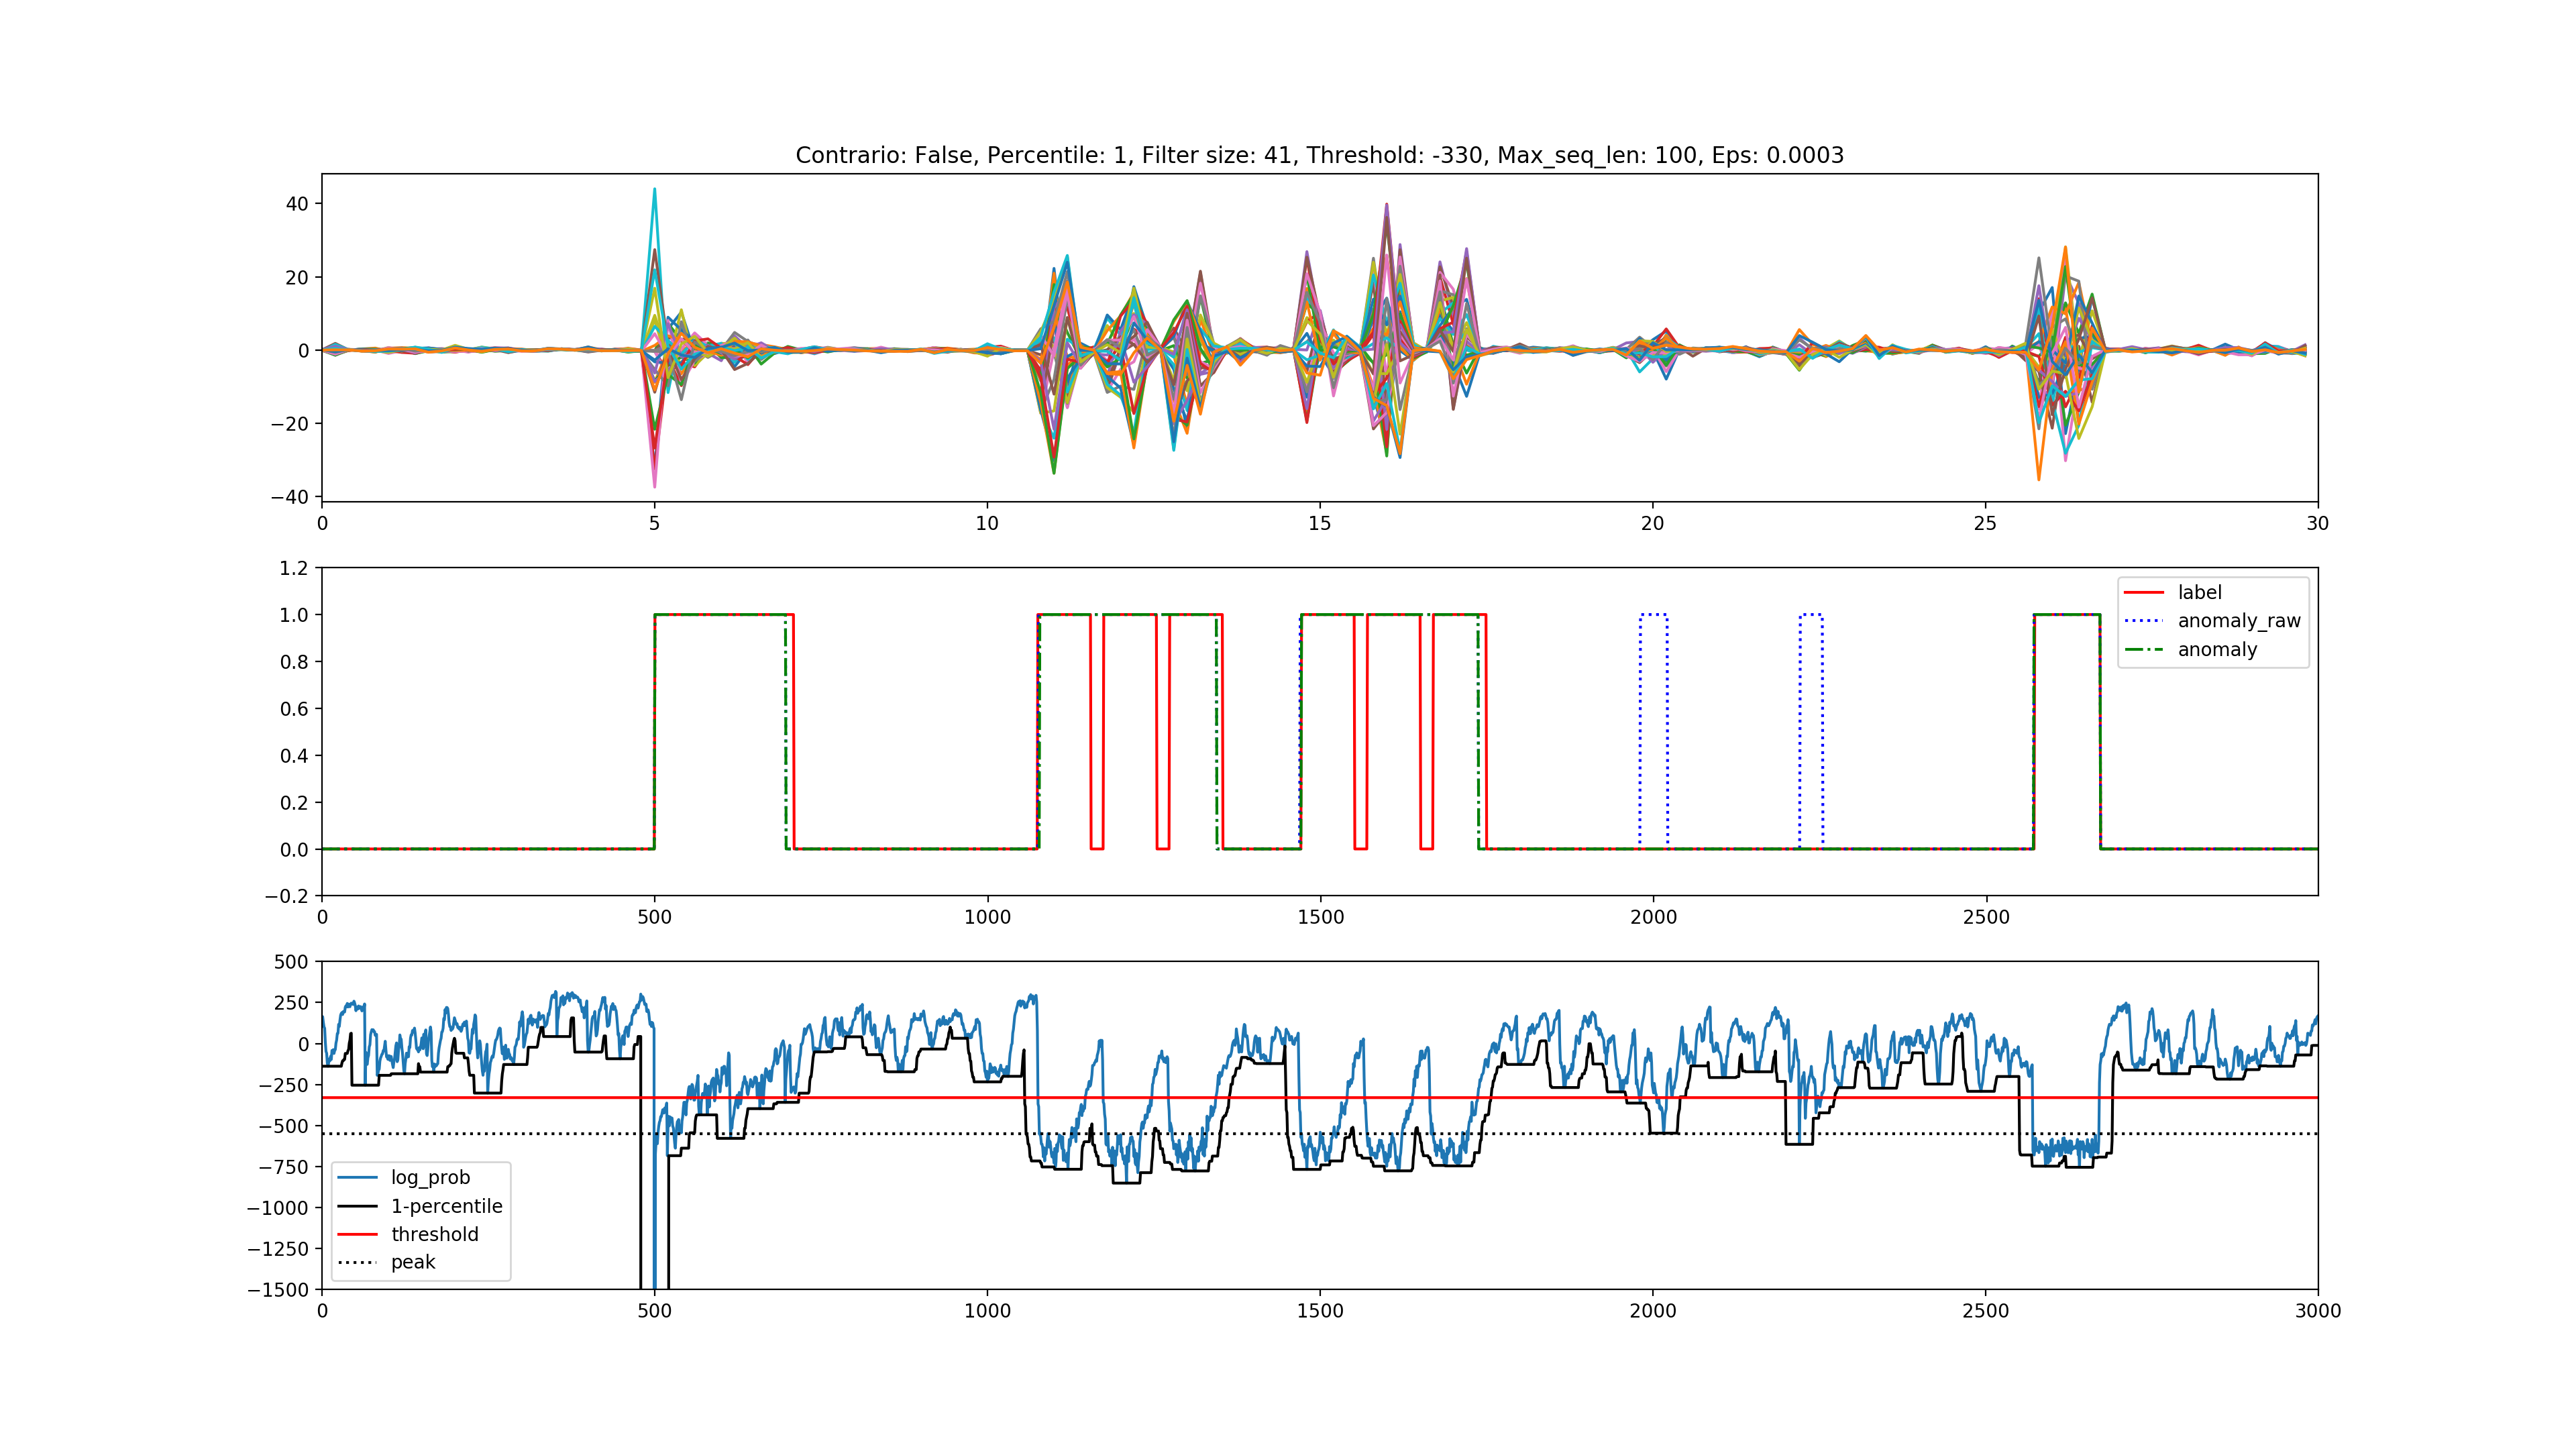 Contrario: False, Percentile: 1, Filter size: 41, Threshold: -330, Max_seq_len: 100, Eps: 0.0003
40
20
0
−20
−40
0 5 10 15 20 25 30
1.2
1.0
0.8
0.6
0.4
0.2
0.0
−0.2
label
anomaly_raw
anomaly
0 500 1000 1500 2000 2500
500
250
0
−250
−500
−750
−1000
−1250
−1500
log_prob
1-percentile
threshold
peak
0 500 1000 1500 2000 2500 3000